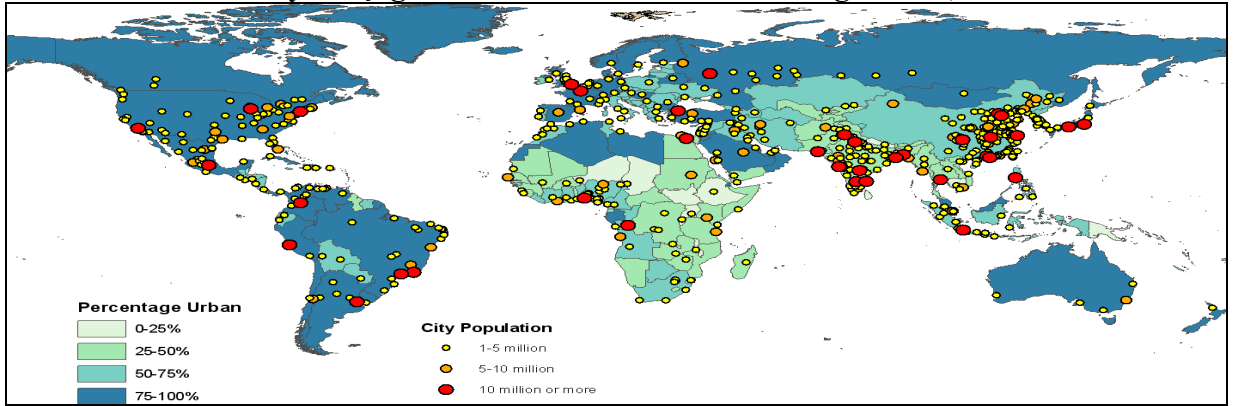 Percentage Urban
0-25%
25-50%
50-75%
75-100%
City Population
1-5 million
5-10 million
10 million or more